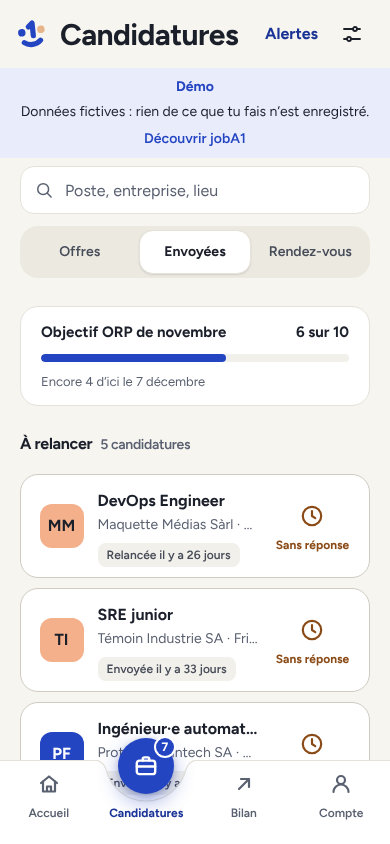 Candidatures
Alertes
Démo
Données fictives : rien de ce que tu fais n'est enregistré.
Découvrir jobA1
Poste, entreprise, lieu
Offres
Envoyées
Rendez-vous
Objectif ORP de novembre
6 sur 10
Encore 4 d'ici le 7 décembre
À relancer 5 candidatures
MM
DevOps Engineer
Maquette Médias Sàrl · …
Relancée il y a 26 jours
Sans réponse
TI
SRE junior
Témoin Industrie SA · Fri…
Envoyée il y a 33 jours
Sans réponse
PF
Ingénieur·e automat…
SA · …
7
Accueil
Candidatures
Bilan
Compte